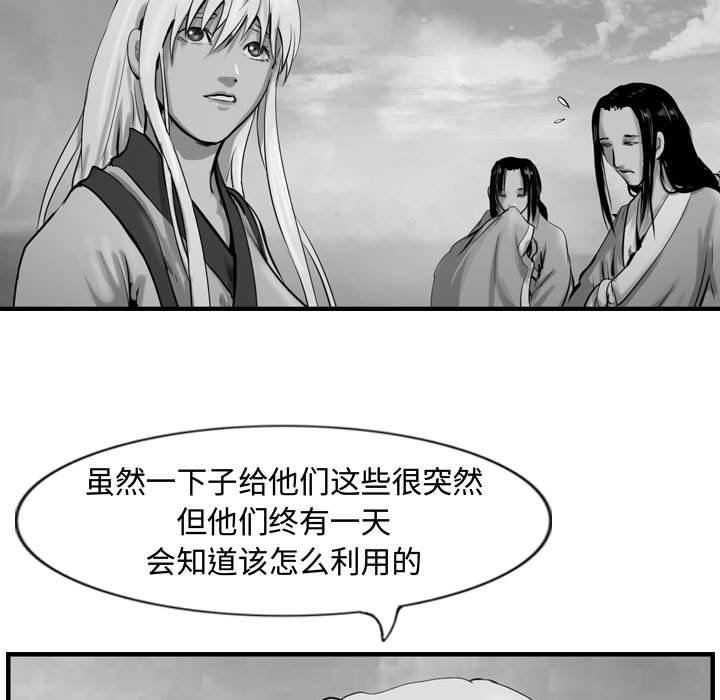 虽然一下子给他们这些很突然
但他们终有一天
会知道该怎么利用的